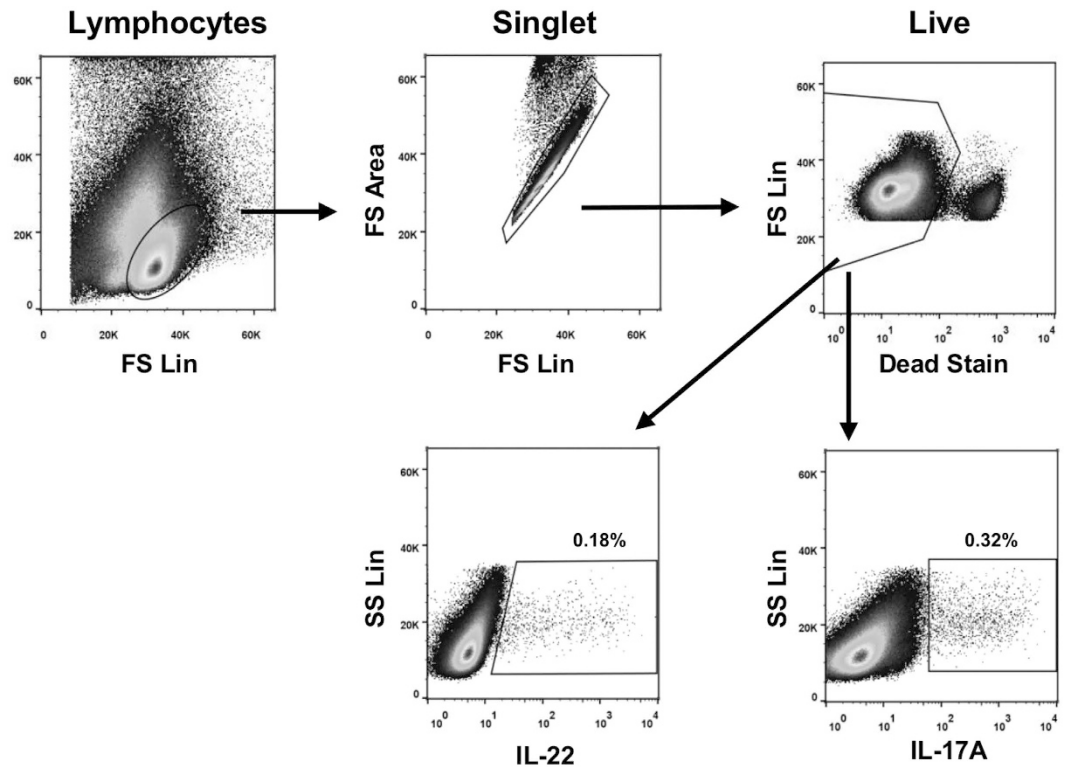 Lymphocytes
Singlet
Live
60K
40K
20K
0
FS Lin
0 20K 40K 60K
FS Lin
60K
40K
20K
0
FS Area
0 20K 40K 60K
FS Lin
60K
40K
20K
0
FS Lin
10^0 10^1 10^2 10^3 10^4
Dead Stain
60K
40K
20K
0
SS Lin
0.18%
10^0 10^1 10^2 10^3 10^4
IL-22
60K
40K
20K
0
SS Lin
0.32%
10^0 10^1 10^2 10^3 10^4
IL-17A